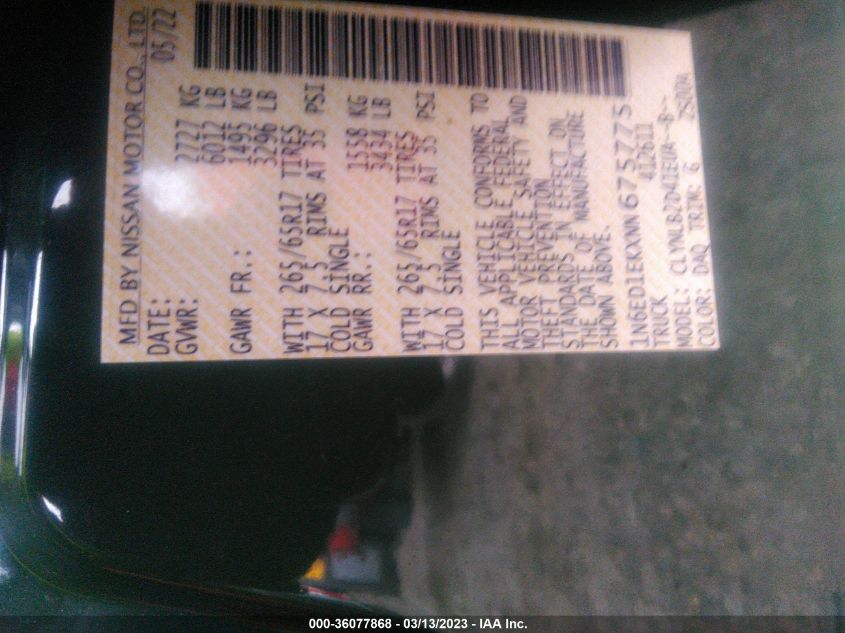 MFD BY NISSAN MOTOR CO., LTD.
DATE: 05/22
GVWR: 2727 KG
6012 LB
GAWR FR.: 1495 KG
3296 LB
WITH 265/65R17 TIRES
17 X 7.5 RIMS AT 35 PSI
COLD SINGLE
GAWR RR.: 1558 KG
3434 LB
WITH 265/65R17 TIRES
17 X 7.5 RIMS AT 35 PSI
COLD SINGLE
THIS VEHICLE CONFORMS TO
ALL APPLICABLE FEDERAL
MOTOR VEHICLE SAFETY AND
THEFT PREVENTION
STANDARDS IN EFFECT ON
THE DATE OF MANUFACTURE
SHOWN ABOVE.
1N6ED1EKXNN675775
TRUCK 412611
MODEL: CLYNLB2D41EUA--B--
COLOR: DAQ TRIM: G
000-36077868 - 03/13/2023 - IAA Inc.